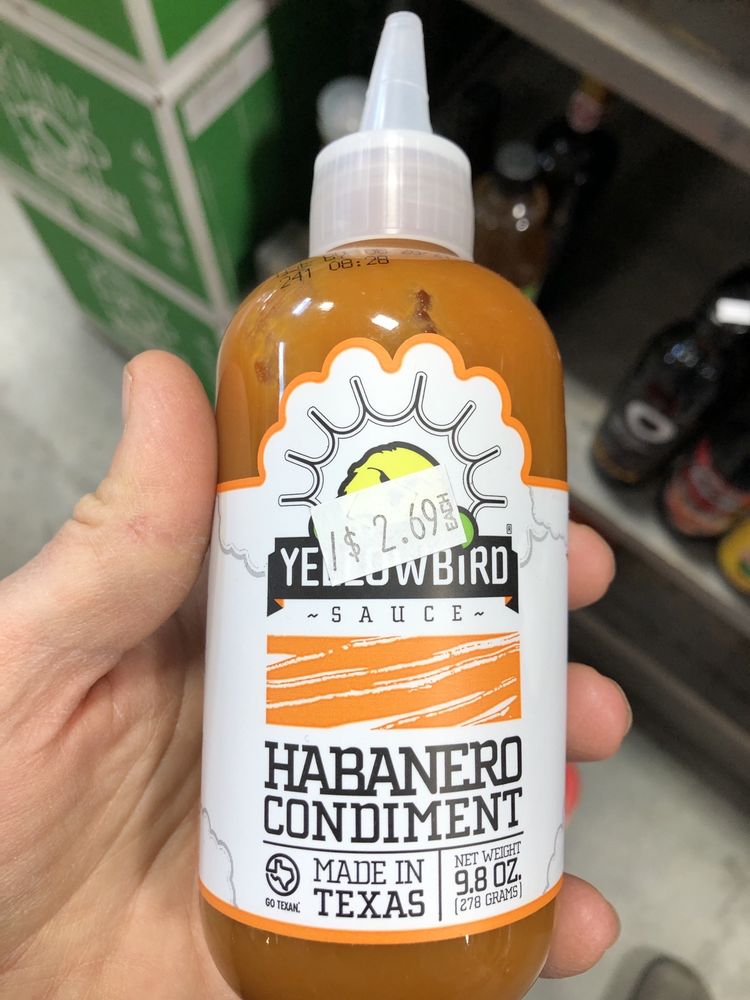 241 08:28
1$ 2.69 EACH
YELLOWBIRD®
~SAUCE~
HABANERO
CONDIMENT
GO TEXAN.
MADE IN
TEXAS
NET WEIGHT
9.8 OZ.
(278 GRAMS)